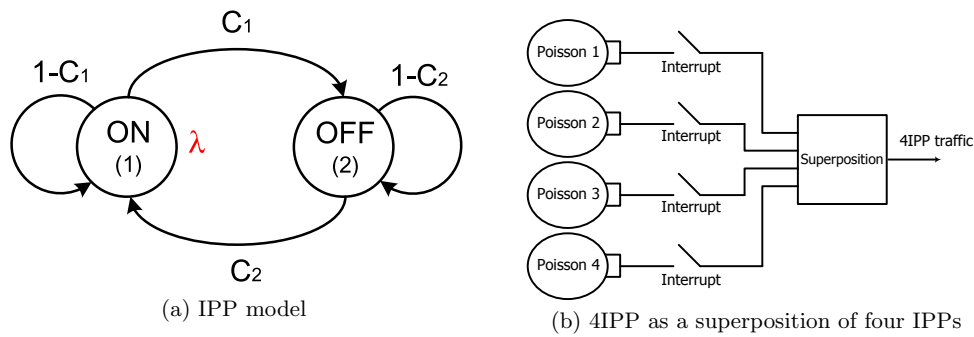 C1
1-C1
1-C2
ON
(1)
λ
OFF
(2)
C2
(a) IPP model
Poisson 1
Interrupt
Poisson 2
Interrupt
Poisson 3
Interrupt
Poisson 4
Interrupt
Superposition
4IPP traffic
(b) 4IPP as a superposition of four IPPs